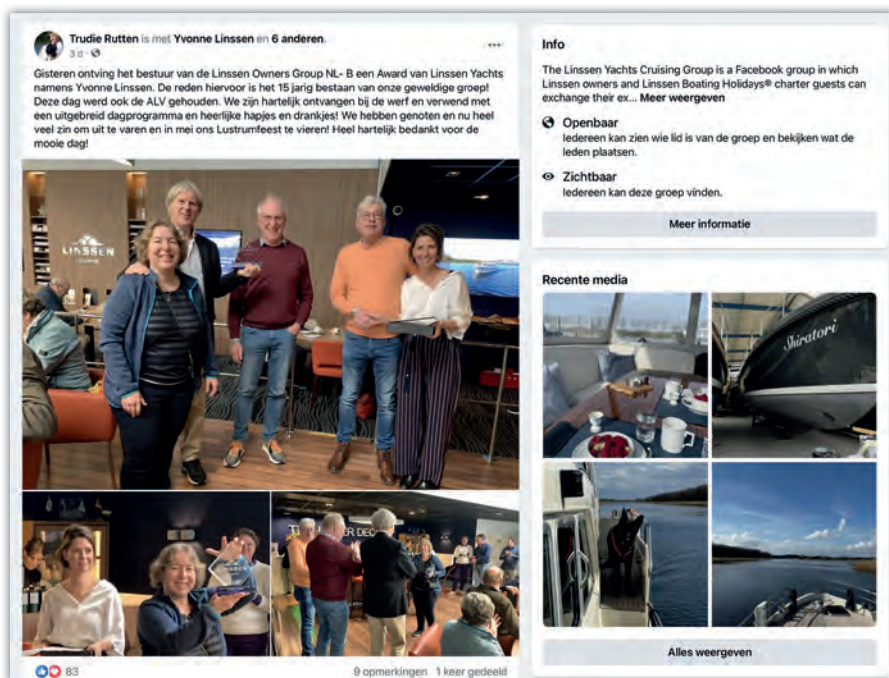 Trudie Rutten is met Yvonne Linssen en 6 anderen.
3 d ·
Gisteren ontving het bestuur van de Linssen Owners Group NL- B een Award van Linssen Yachts
namens Yvonne Linssen. De reden hiervoor is het 15 jarig bestaan van onze geweldige groep!
Deze dag werd ook de ALV gehouden. We zijn hartelijk ontvangen bij de werf en verwend met
een uitgebreid dagprogramma en heerlijke hapjes en drankjes! We hebben genoten en nu heel
veel zin om uit te varen en in mei ons Lustrumfeest te vieren! Heel hartelijk bedankt voor de
mooie dag!
LINSSEN
LINSSEN
ER DEC
83
9 opmerkingen 1 keer gedeeld
Info
The Linssen Yachts Cruising Group is a Facebook group in which
Linssen owners and Linssen Boating Holidays® charter guests can
exchange their ex... Meer weergeven
Openbaar
Iedereen kan zien wie lid is van de groep en bekijken wat de
leden plaatsen.
Zichtbaar
Iedereen kan deze groep vinden.
Meer informatie
Recente media
Shiratori
Alles weergeven